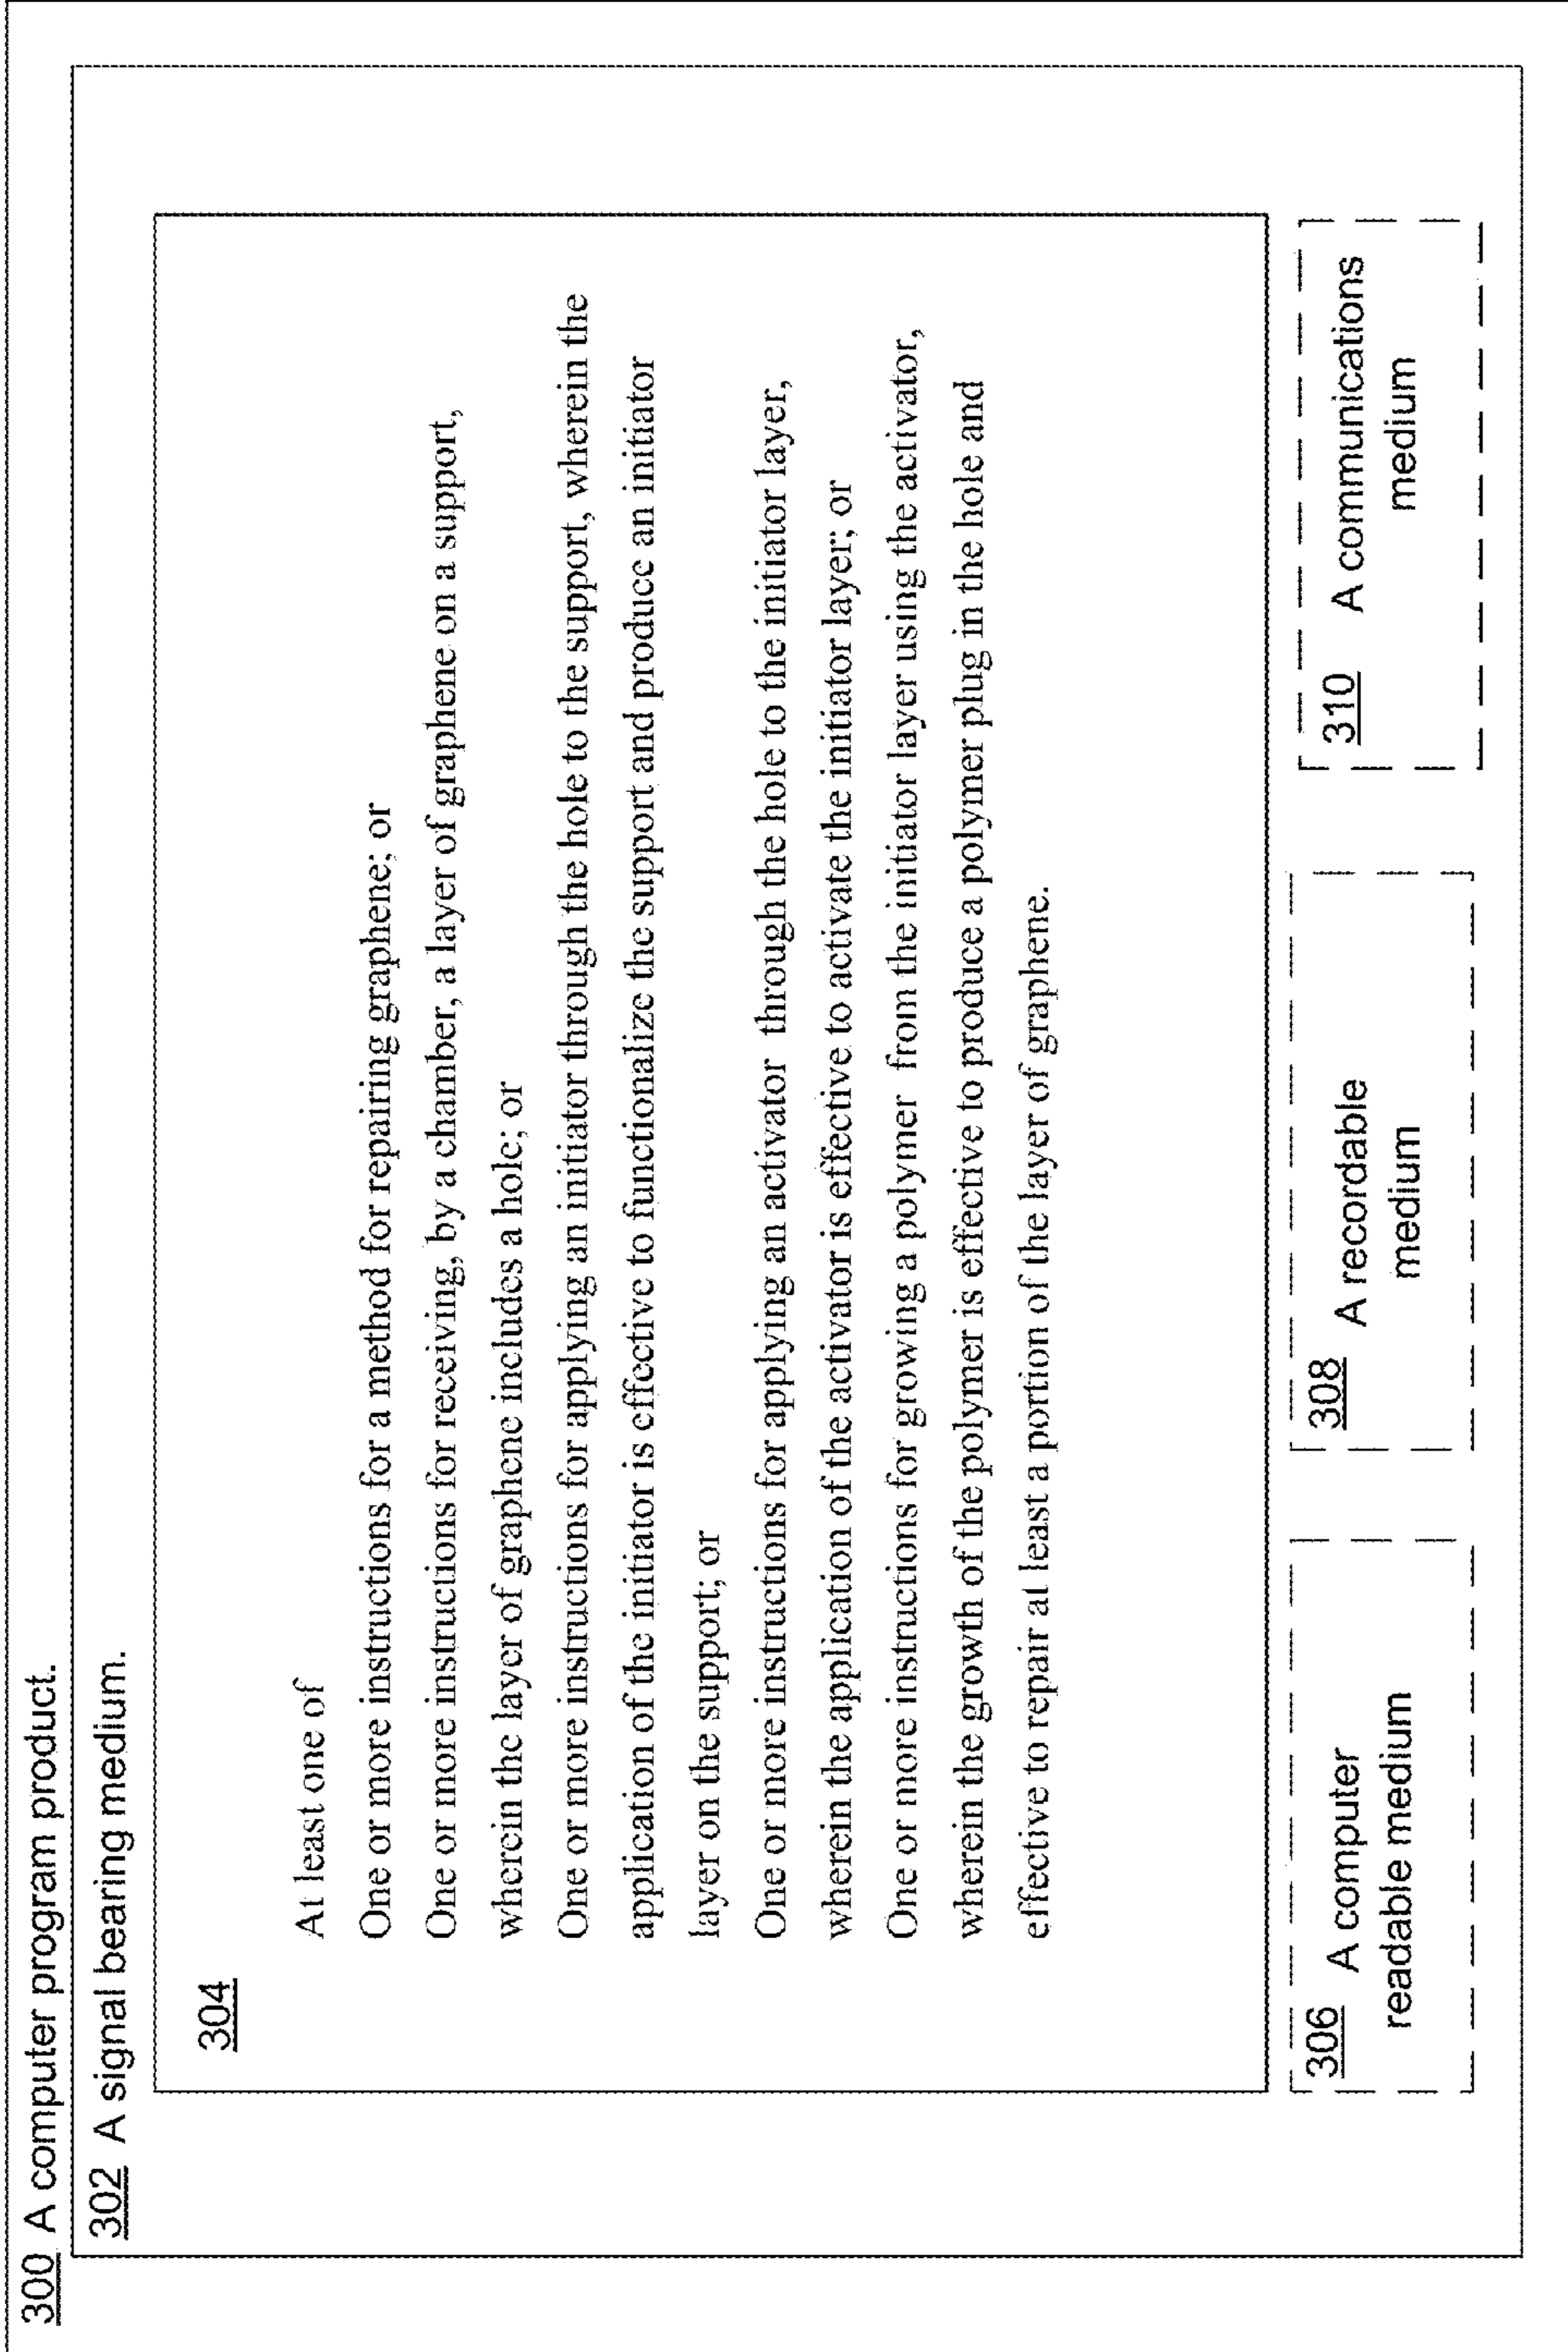 300 A computer program product.
302 A signal bearing medium.
304
At least one of
One or more instructions for a method for repairing graphene; or
One or more instructions for receiving, by a chamber, a layer of graphene on a support,
wherein the layer of graphene includes a hole; or
One or more instructions for applying an initiator through the hole to the support, wherein the
application of the initiator is effective to functionalize the support and produce an initiator
layer on the support; or
One or more instructions for applying an activator through the hole to the initiator layer,
wherein the application of the activator is effective to activate the initiator layer; or
One or more instructions for growing a polymer from the initiator layer using the activator,
wherein the growth of the polymer is effective to produce a polymer plug in the hole and
effective to repair at least a portion of the layer of graphene.
306 A computer
readable medium
308 A recordable
medium
310 A communications
medium